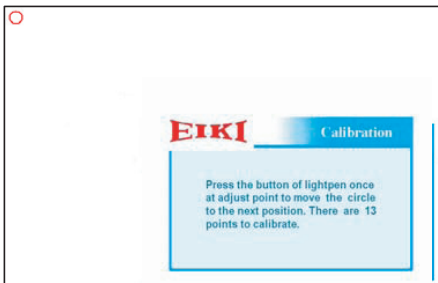 EIKI
Calibration
Press the button of lightpen once
at adjust point to move the circle
to the next position. There are 13
points to calibrate.